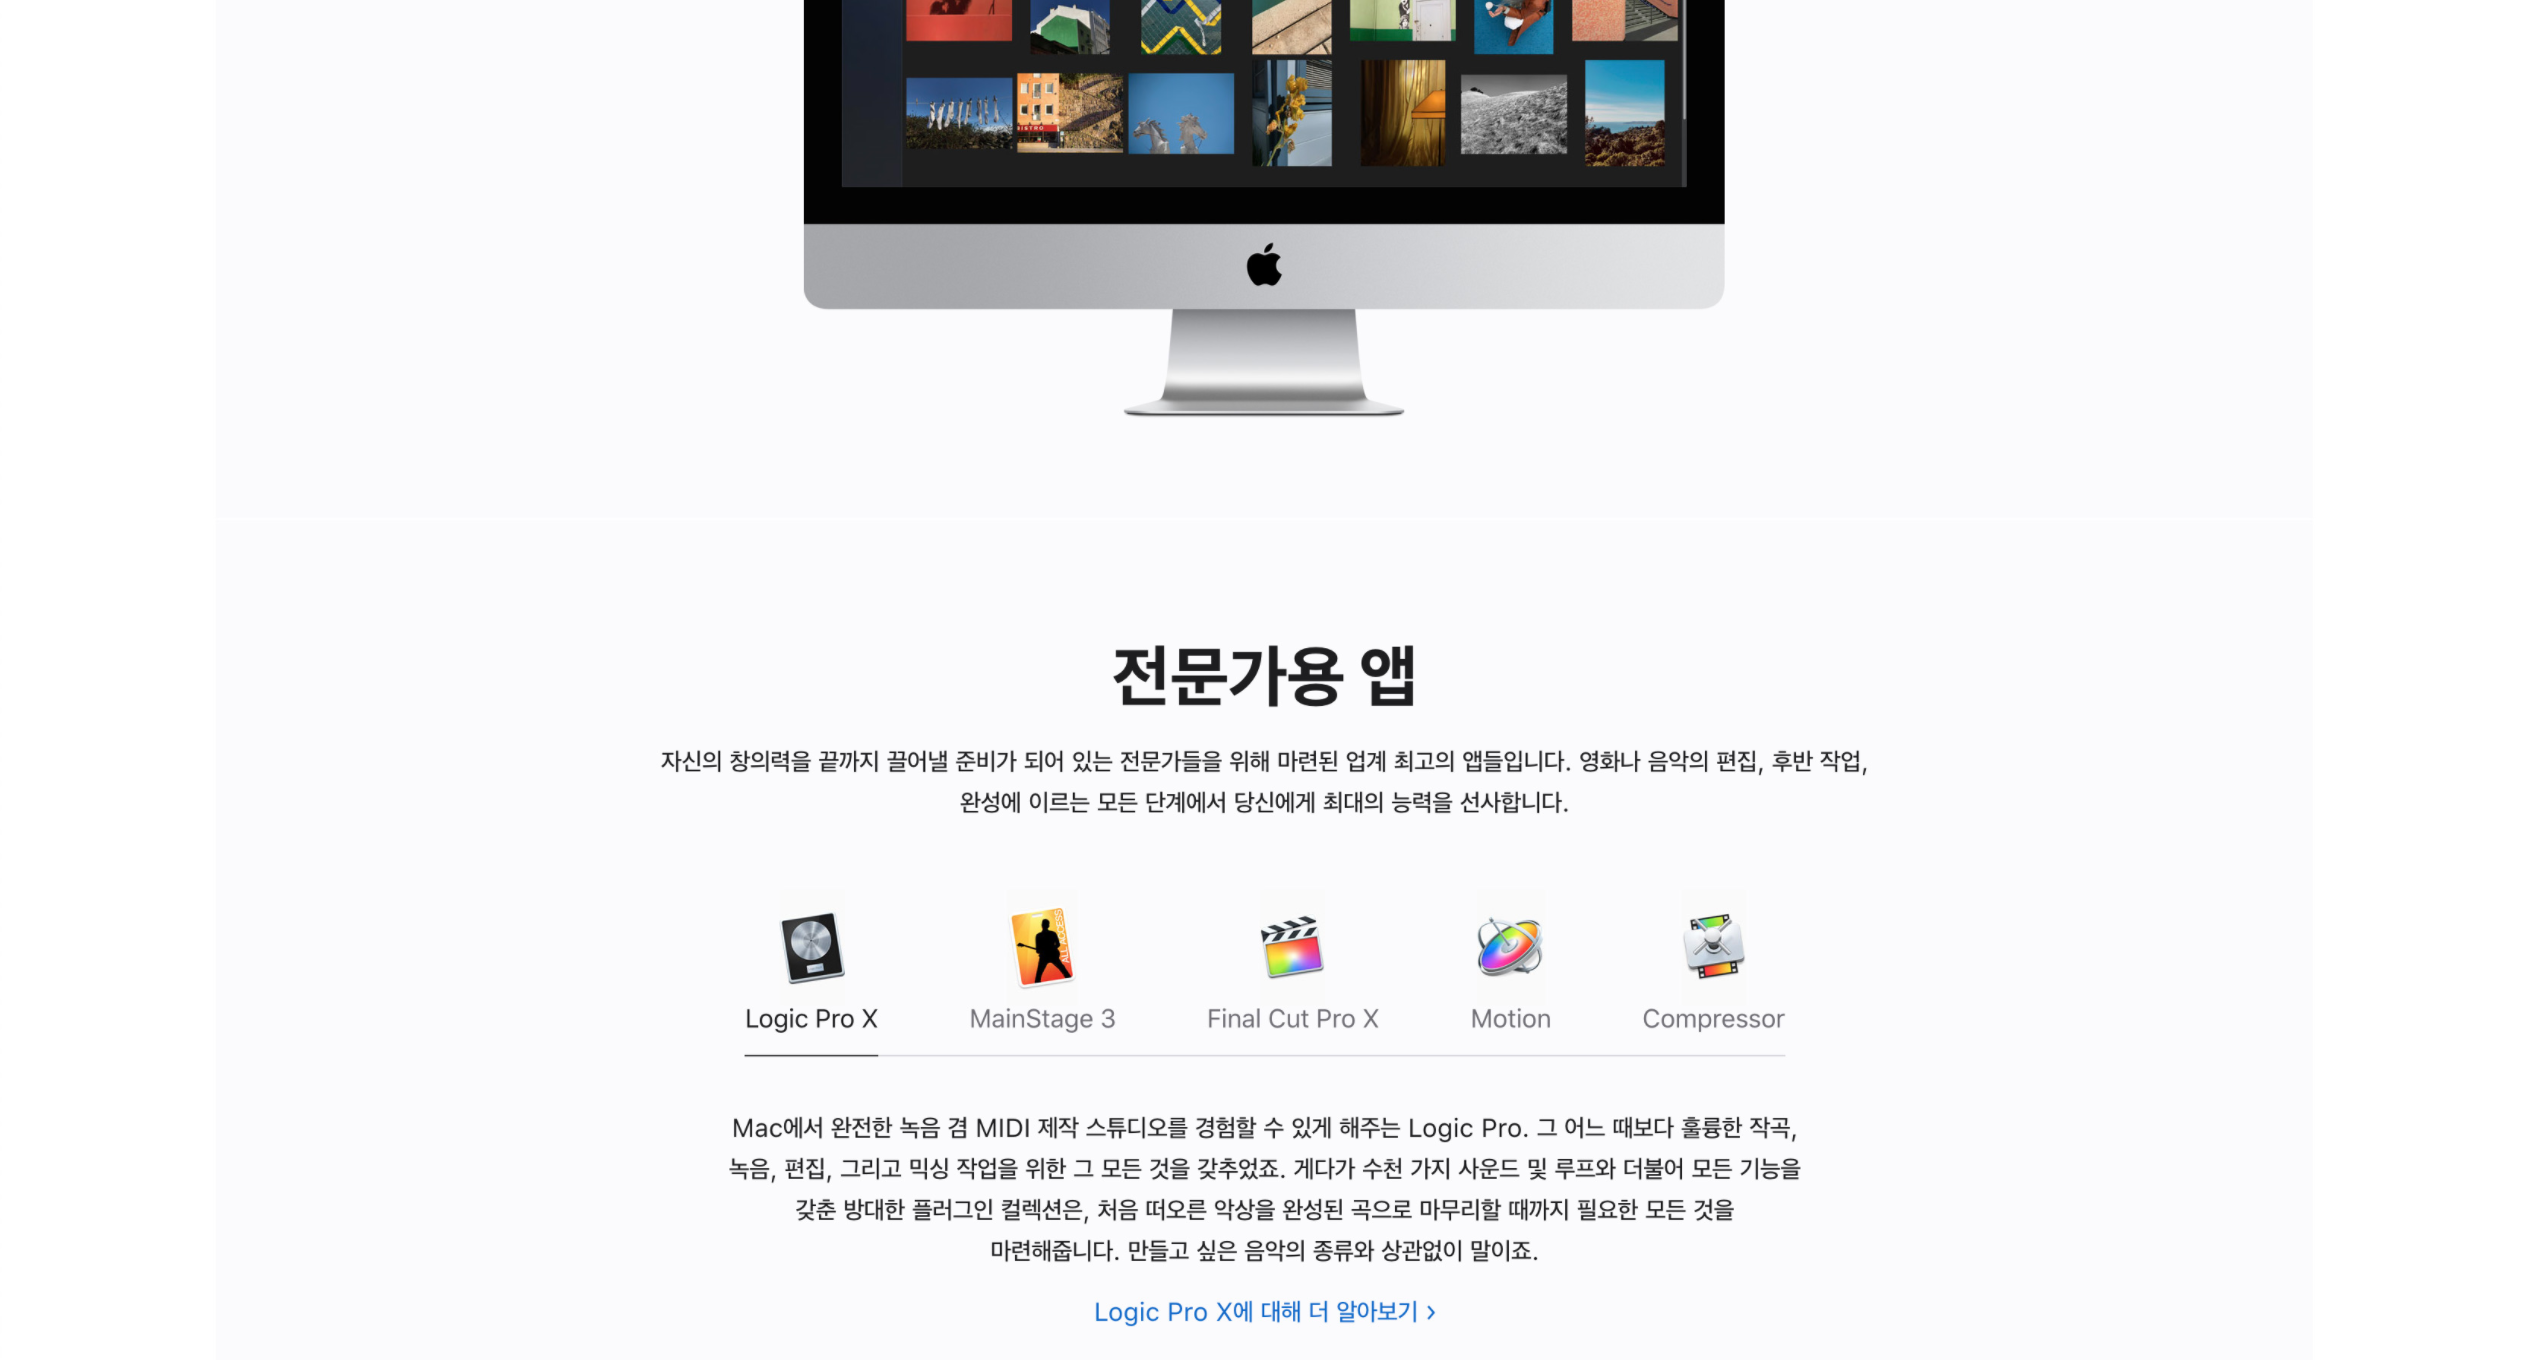 BISTRO
전문가용 앱
자신의 창의력을 끝까지 끌어낼 준비가 되어 있는 전문가들을 위해 마련된 업계 최고의 앱들입니다. 영화나 음악의 편집, 후반 작업,
완성에 이르는 모든 단계에서 당신에게 최대의 능력을 선사합니다.
ALL ACCESS
Logic Pro X
MainStage 3
Final Cut Pro X
Motion
Compressor
Mac에서 완전한 녹음 겸 MIDI 제작 스튜디오를 경험할 수 있게 해주는 Logic Pro. 그 어느 때보다 훌륭한 작곡,
녹음, 편집, 그리고 믹싱 작업을 위한 그 모든 것을 갖추었죠. 게다가 수천 가지 사운드 및 루프와 더불어 모든 기능을
갖춘 방대한 플러그인 컬렉션은, 처음 떠오른 악상을 완성된 곡으로 마무리할 때까지 필요한 모든 것을
마련해줍니다. 만들고 싶은 음악의 종류와 상관없이 말이죠.
Logic Pro X에 대해 더 알아보기 >